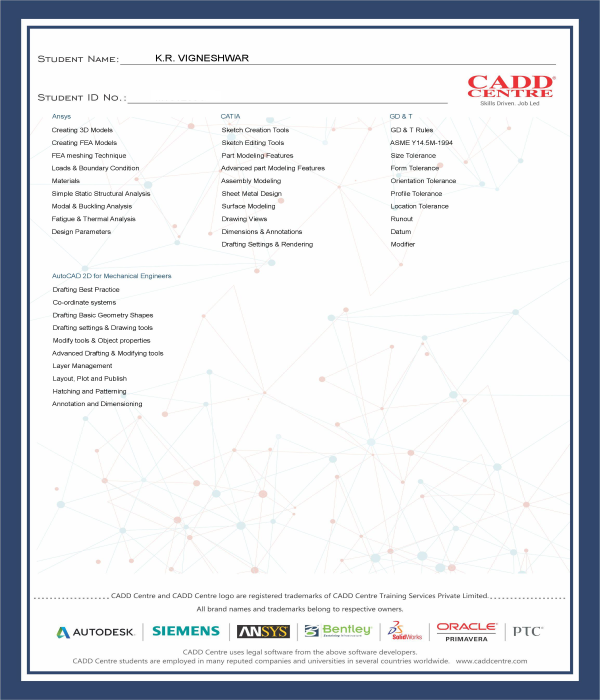 STUDENT NAME: K.R. VIGNESHWAR
STUDENT ID NO.:
CADD
CENTRE
Skills Driven. Job Led
Ansys
Creating 3D Models
Creating FEA Models
FEA meshing Technique
Loads & Boundary Condition
Materials
Simple Static Structural Analysis
Modal & Buckling Analysis
Fatigue & Thermal Analysis
Design Parameters
CATIA
Sketch Creation Tools
Sketch Editing Tools
Part Modeling Features
Advanced part Modeling Features
Assembly Modeling
Sheet Metal Design
Surface Modeling
Drawing Views
Dimensions & Annotations
Drafting Settings & Rendering
GD & T
GD & T Rules
ASME Y14.5M-1994
Size Tolerance
Form Tolerance
Orientation Tolerance
Profile Tolerance
Location Tolerance
Runout
Datum
Modifier
AutoCAD 2D for Mechanical Engineers
Drafting Best Practice
Co-ordinate systems
Drafting Basic Geometry Shapes
Drafting settings & Drawing tools
Modify tools & Object properties
Advanced Drafting & Modifying tools
Layer Management
Layout, Plot and Publish
Hatching and Patterning
Annotation and Dimensioning
CADD Centre and CADD Centre logo are registered trademarks of CADD Centre Training Services Private Limited.
All brand names and trademarks belong to respective owners.
AUTODESK
SIEMENS
ANSYS
Bentley
SolidWorks
ORACLE
PRIMAVERA
PTC
CADD Centre uses legal software from the above software developers.
CADD Centre students are employed in many reputed companies and universities in several countries worldwide. www.caddcentre.com